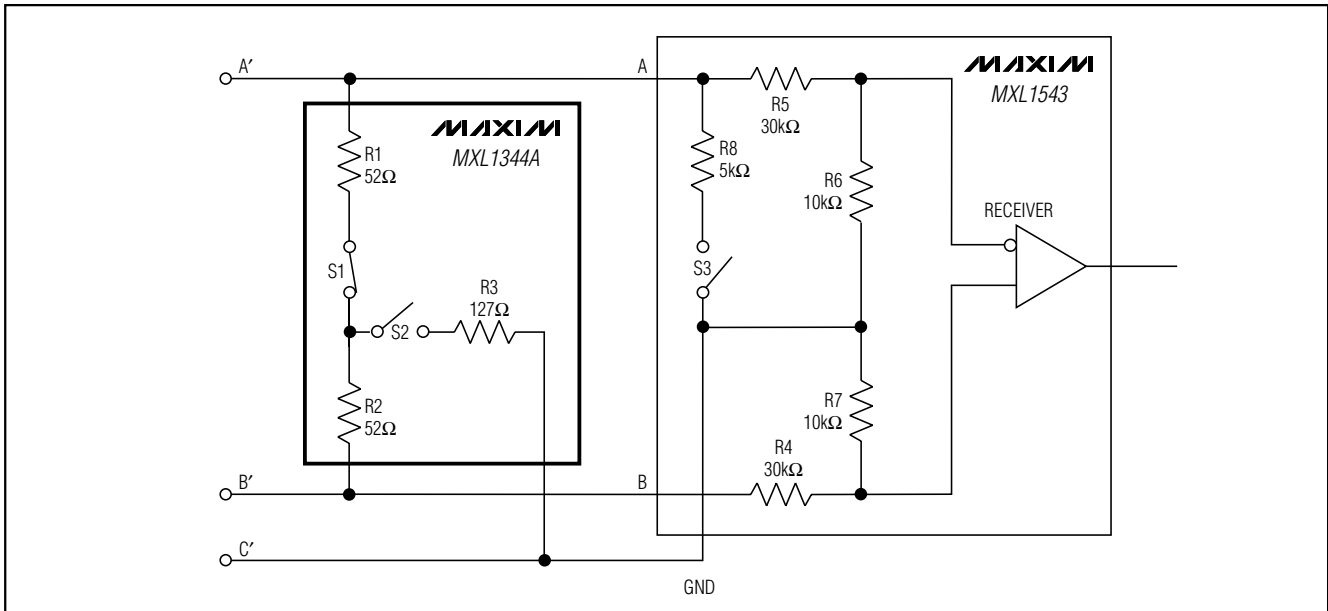 A′
A
MAXIM
MXL1543
R5
30kΩ
MAXIM
MXL1344A
R1
52Ω
R8
5kΩ
R6
10kΩ
RECEIVER
S1
S3
R3
127Ω
S2
R2
52Ω
R7
10kΩ
R4
30kΩ
B′
B
C′
GND